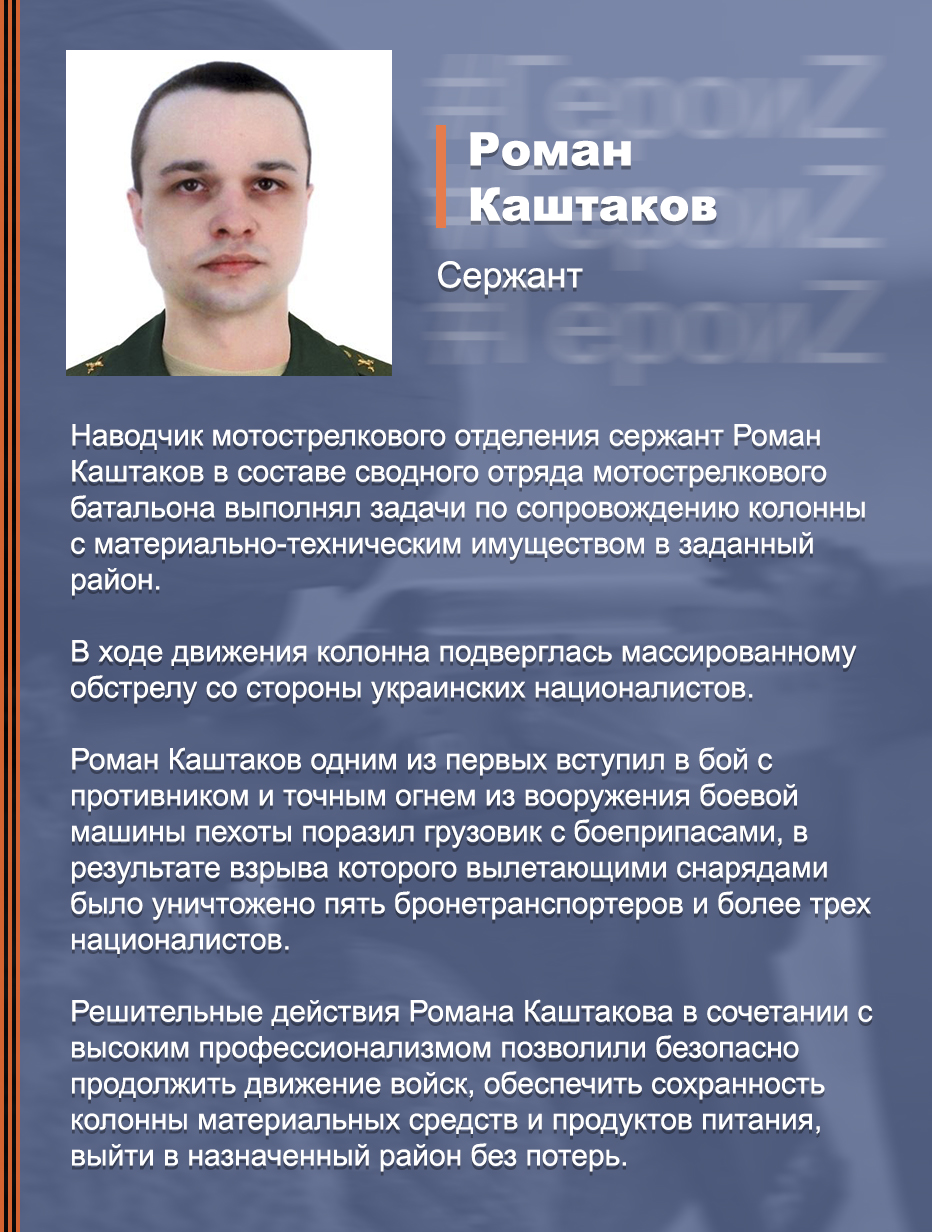 #ГероиZ
Роман
#ГероиZ
Каштаков
Сержант
#ГероиZ
Наводчик мотострелкового отделения сержант Роман
Каштаков в составе сводного отряда мотострелкового
батальона выполнял задачи по сопровождению колонны
с материально-техническим имуществом в заданный
район.
В ходе движения колонна подверглась массированному
обстрелу со стороны украинских националистов.
Роман Каштаков одним из первых вступил в бой с
противником и точным огнем из вооружения боевой
машины пехоты поразил грузовик с боеприпасами, в
результате взрыва которого вылетающими снарядами
было уничтожено пять бронетранспортеров и более трех
националистов.
Решительные действия Романа Каштакова в сочетании с
высоким профессионализмом позволили безопасно
продолжить движение войск, обеспечить сохранность
колонны материальных средств и продуктов питания,
выйти в назначенный район без потерь.